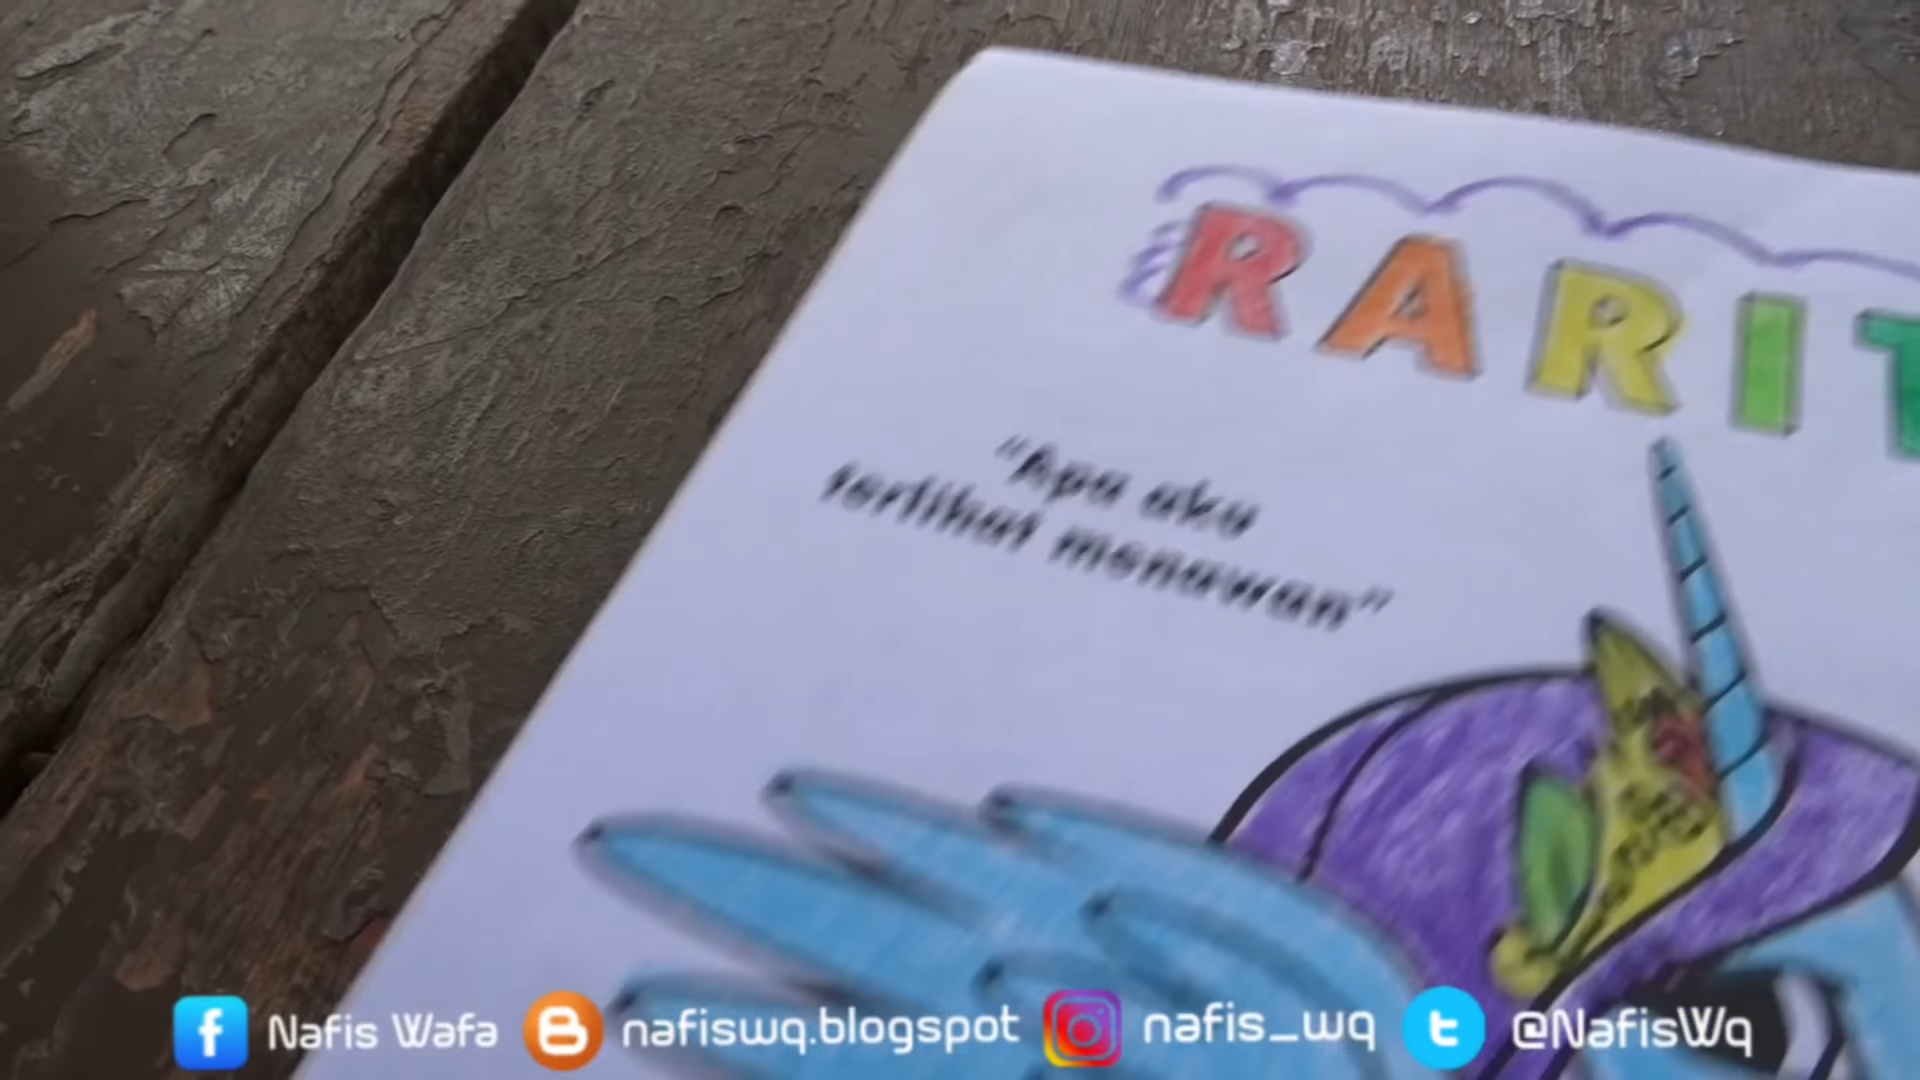 RARIT
"Apa aku
terlihat menawan"
Nafis Wafa
nafiswq.blogspot
nafis_wq
@NafisWq